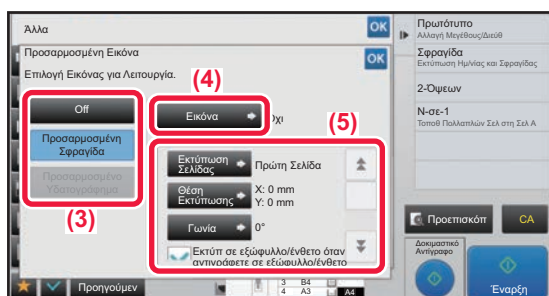 Άλλα
OK
Προσαρμοσμένη Εικόνα
OK
Επιλογή Εικόνας για Λειτουργία.
(4)
Off
Προσαρμοσμένη
Σφραγίδα
Προσαρμοσμένο
Υδατογράφημα
(3)
Εικόνα
χι
(5)
Εκτύπωση
Σελίδας
Πρώτη Σελίδα
Θέση
Εκτύπωσης
X: 0 mm
Y: 0 mm
Γωνία
0°
Εκτύπ σε εξώφυλλο/ένθετο όταν
αντιγράφετε σε εξώφυλλο/ένθετο
Προηγούμεν
3 B4
4 A3
A4
Πρωτότυπο
Αλλαγή Μεγέθους/Διεύθ
Σφραγίδα
Εκτύπωση Ημ/νίας και Σφραγίδας
2-Όψεων
N-σε-1
Τοποθ Πολλαπλών Σελ στη Σελ Α
Προεπισκόπ
CA
Δοκιμαστικό
Αντίγραφο
Έναρξη